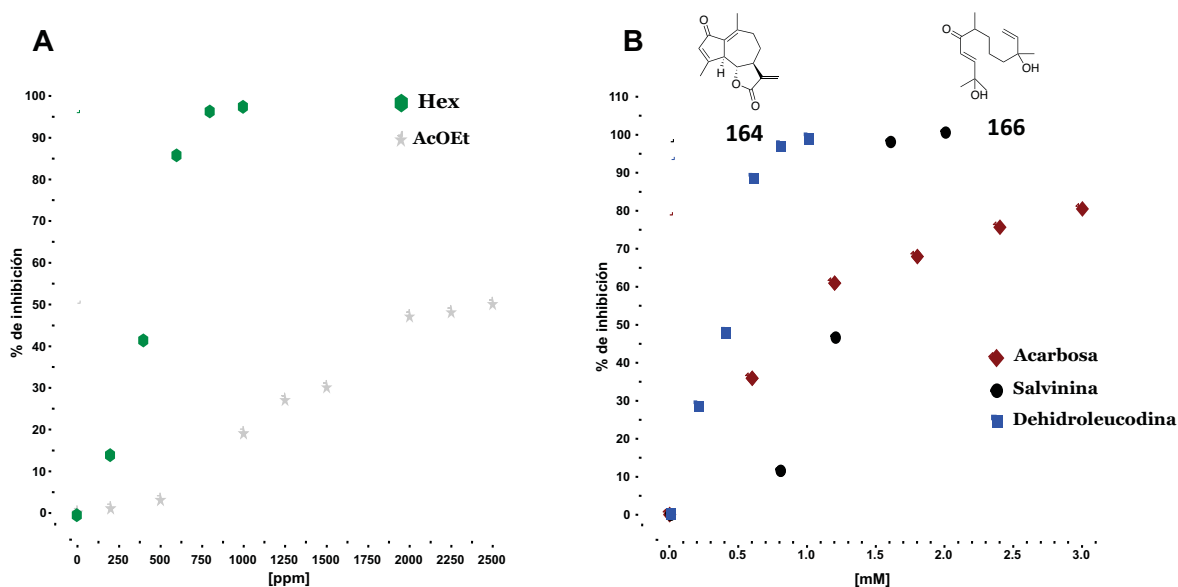 A
Hex
AcOEt
% de inhibición
100
90
80
70
60
50
40
30
20
10
0
0 250 500 750 1000 1250 1500 1750 2000 2250 2500
[ppm]
B
O
H
O
O
O
OH
OH
164
166
% de inhibición
110
100
90
80
70
60
50
40
30
20
10
0
Acarbosa
Salvinina
Dehidroleucodina
0.0 0.5 1.0 1.5 2.0 2.5 3.0
[mM]